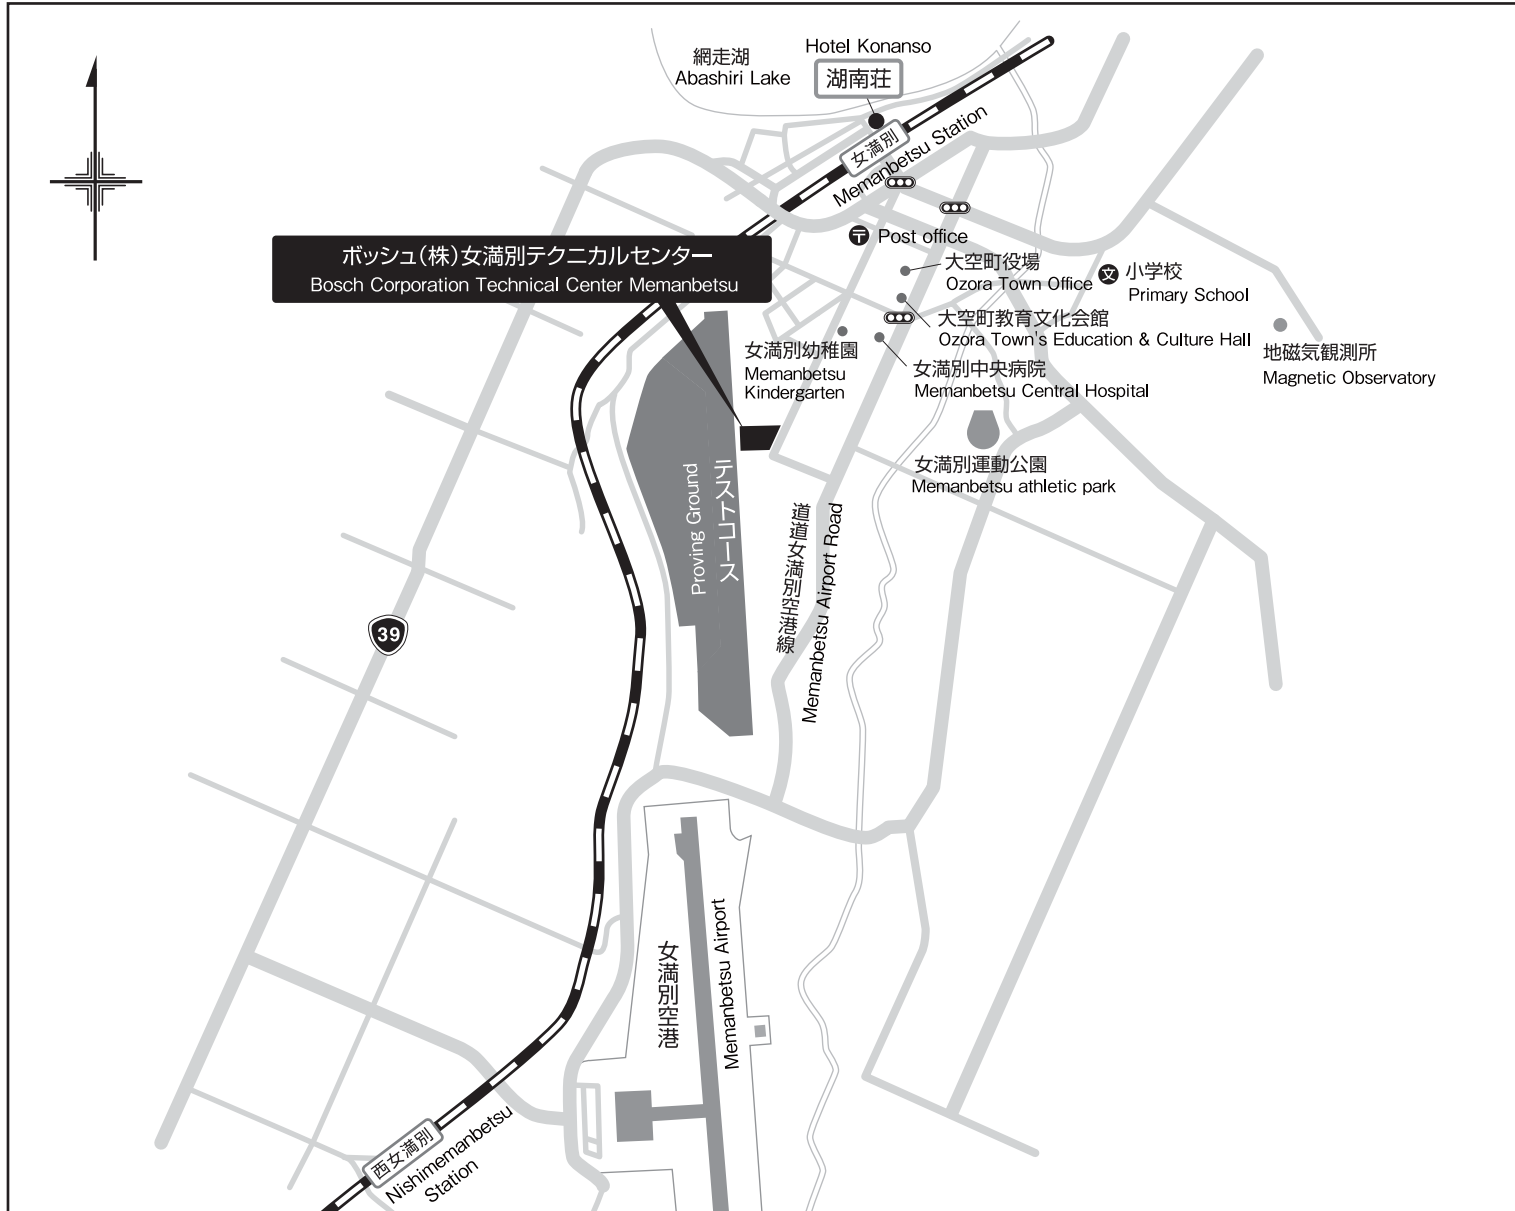 網走湖
Abashiri Lake
Hotel Konanso
湖南荘
女満別
Memanbetsu Station
ボッシュ(株)女満別テクニカルセンター
Bosch Corporation Technical Center Memanbetsu
〒 Post office
大空町役場
Ozora Town Office
文 小学校
Primary School
大空町教育文化会館
Ozora Town's Education & Culture Hall
地磁気観測所
Magnetic Observatory
女満別幼稚園
Memanbetsu
Kindergarten
女満別中央病院
Memanbetsu Central Hospital
女満別運動公園
Memanbetsu athletic park
テストコース
Proving Ground
道道女満別空港線
Memanbetsu Airport Road
39
女満別空港
Memanbetsu Airport
西女満別
Nishimemanbetsu
Station